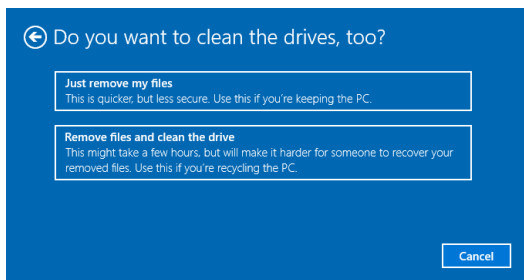 Do you want to clean the drives, too?
Just remove my files
This is quicker, but less secure. Use this if you're keeping the PC.
Remove files and clean the drive
This might take a few hours, but will make it harder for someone to recover your
removed files. Use this if you're recycling the PC.
Cancel